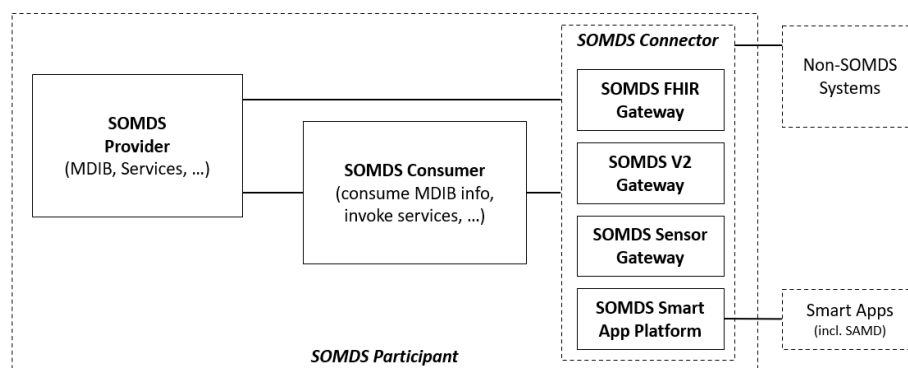 SOMDS Connector
Non-SOMDS
Systems
SOMDS FHIR
Gateway
SOMDS
Provider
(MDIB, Services, …)
SOMDS Consumer
(consume MDIB info,
invoke services, …)
SOMDS V2
Gateway
SOMDS Sensor
Gateway
SOMDS Smart
App Platform
Smart Apps
(incl. SAMD)
SOMDS Participant